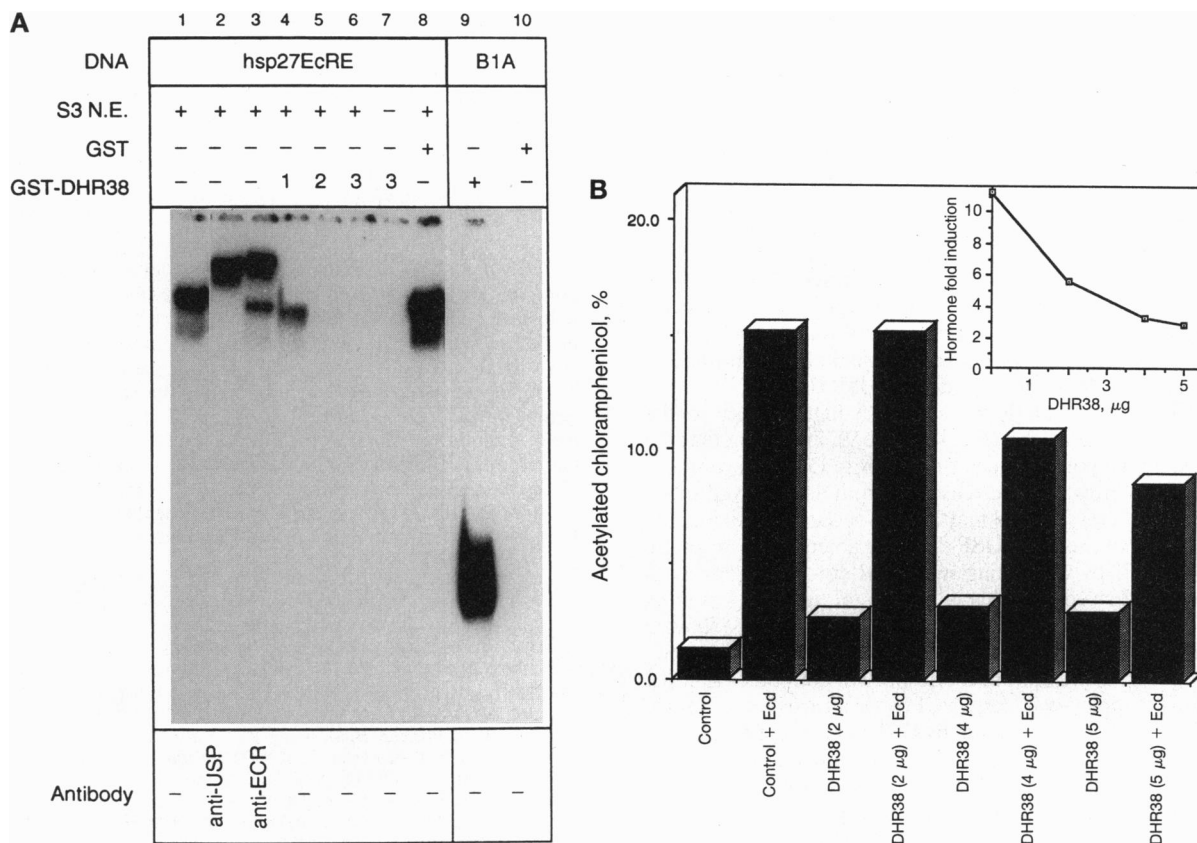 A
1 2 3 4 5 6 7 8 9 10
DNA hsp27EcRE B1A
S3 N.E. + + + + + + – +
GST – – – – – – – + – +
GST-DHR38 – – – 1 2 3 3 – + –
Antibody – anti-USP anti-ECR – – – – – – –
B
Acetylated chloramphenicol, %
20.0
10.0
0.0
Control
Control + Ecd
DHR38 (2 μg)
DHR38 (2 μg) + Ecd
DHR38 (4 μg)
DHR38 (4 μg) + Ecd
DHR38 (5 μg)
DHR38 (5 μg) + Ecd
Hormone fold induction
10
8
6
4
2
0
1 3 5
DHR38, μg